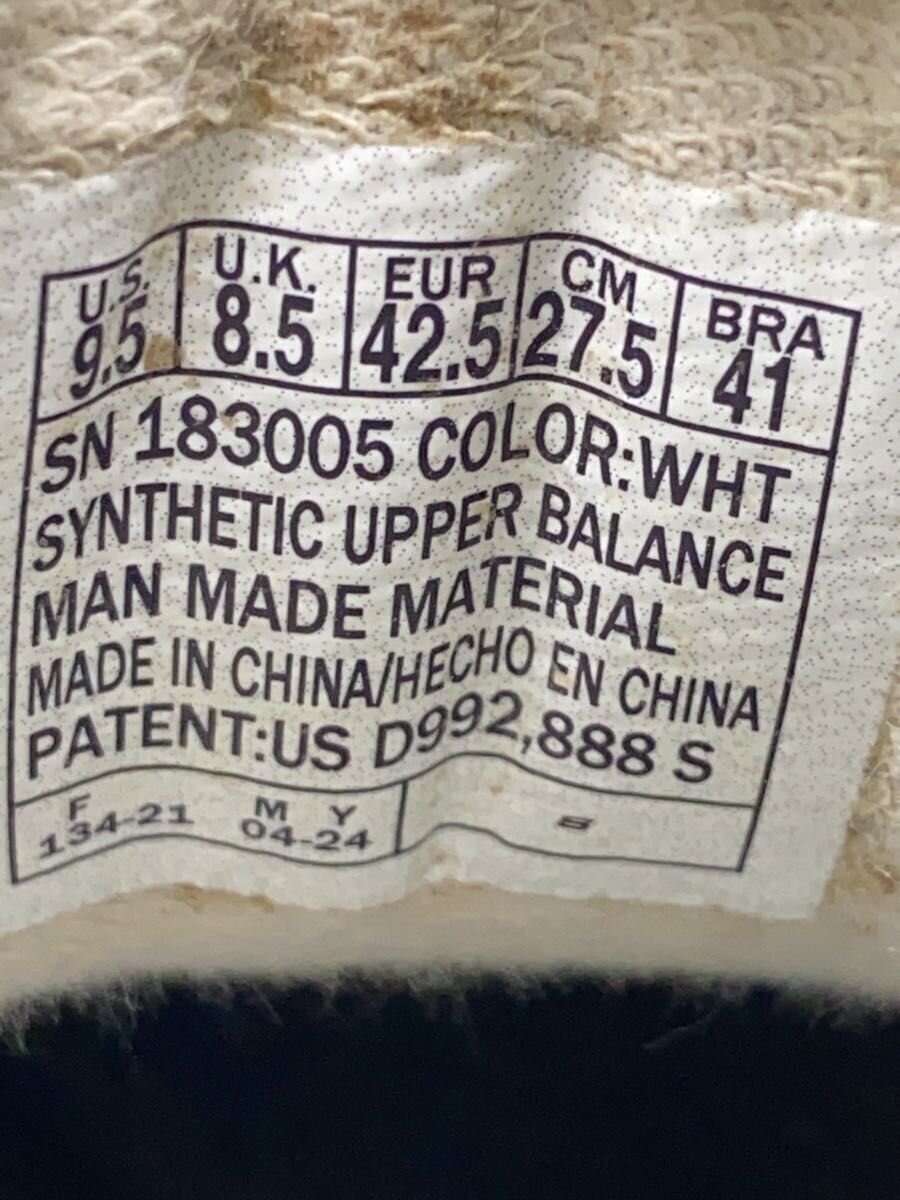 U.S. U.K. EUR CM BRA
9.5 8.5 42.5 27.5 41
SN 183005 COLOR:WHT
SYNTHETIC UPPER BALANCE
MAN MADE MATERIAL
MADE IN CHINA/HECHO EN CHINA
PATENT:US D992,888 S
F M Y
134-21 04-24